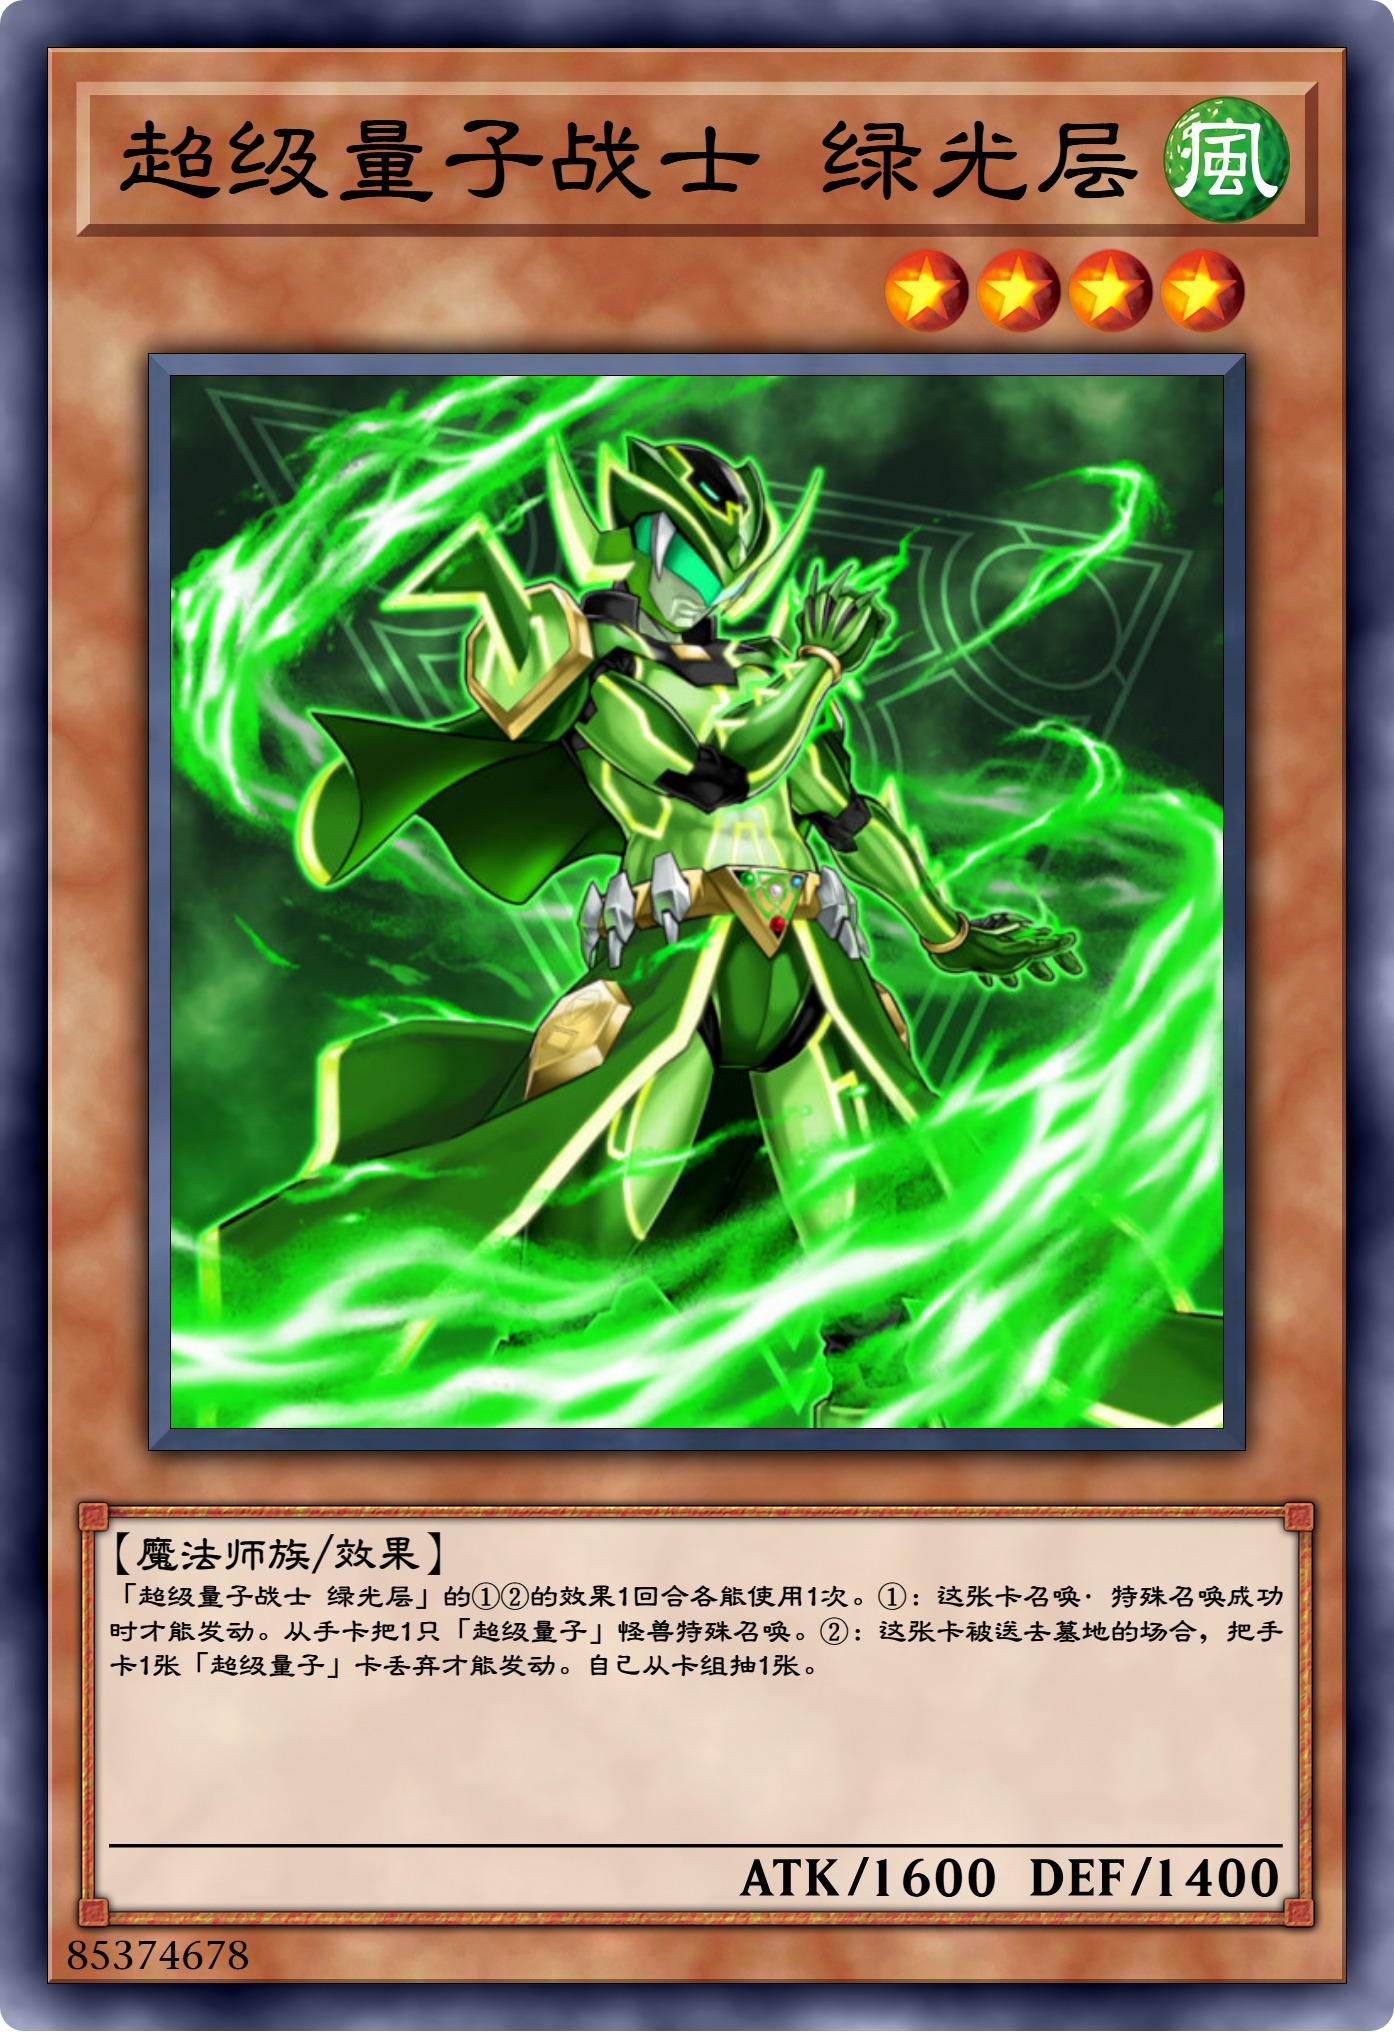 超级量子战士 绿光层 風
【魔法师族/效果】
「超级量子战士 绿光层」的①②的效果1回合各能使用1次。①：这张卡召唤·特殊召唤成功
时才能发动。从手卡把1只「超级量子」怪兽特殊召唤。②：这张卡被送去墓地的场合，把手
卡1张「超级量子」卡丢弃才能发动。自己从卡组抽1张。
ATK/1600 DEF/1400
85374678